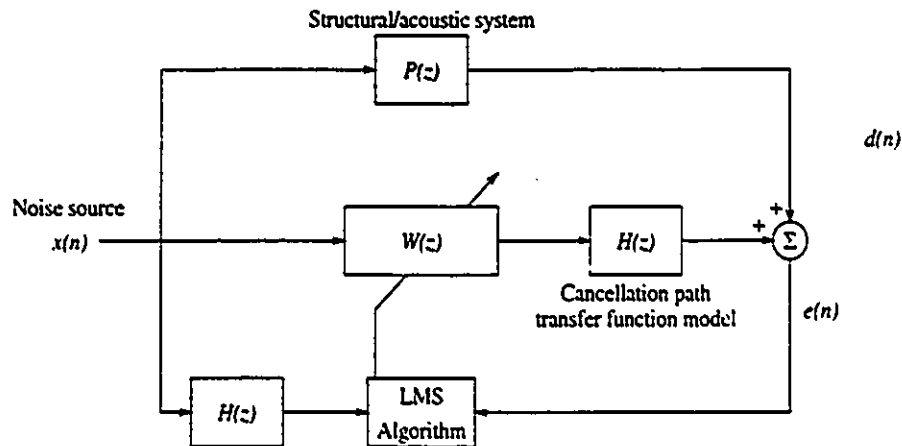 Structural/acoustic system
P(z)
d(n)
Noise source
x(n)
W(z)
H(z)
+
+
Σ
Cancellation path
transfer function model
e(n)
H(z)
LMS
Algorithm